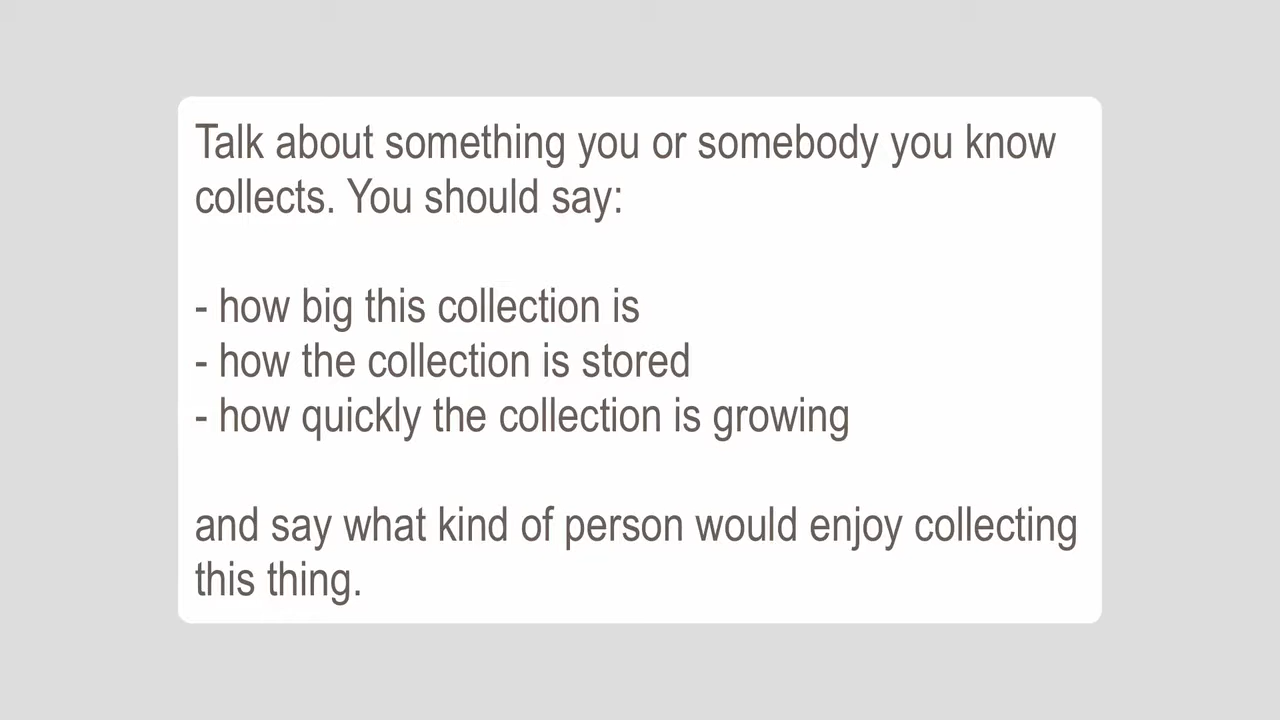 Talk about something you or somebody you know
collects. You should say:
- how big this collection is
- how the collection is stored
- how quickly the collection is growing
and say what kind of person would enjoy collecting
this thing.